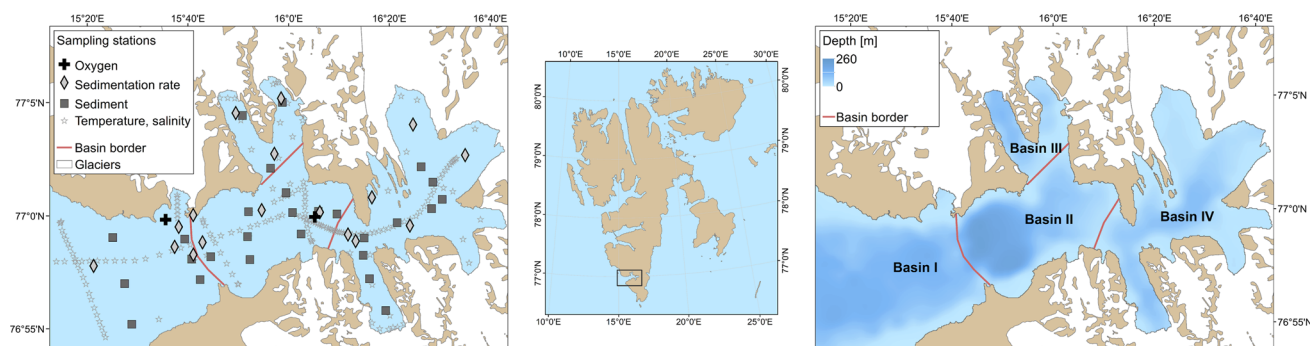 15°20'E 15°40'E 16°0'E 16°20'E 16°40'E
Sampling stations
Oxygen
Sedimentation rate
Sediment
Temperature, salinity
Basin border
Glaciers
77°5'N
77°0'N
76°55'N
10°0'E 15°0'E 20°0'E 25°0'E 30°0'E
80°0'N
79°0'N
78°0'N
77°0'N
80°0'N
79°0'N
78°0'N
77°0'N
10°0'E 15°0'E 20°0'E 25°0'E
15°20'E 15°40'E 16°0'E 16°20'E 16°40'E
Depth [m]
260
0
Basin border
Basin III
Basin II
Basin IV
Basin I
77°5'N
77°0'N
76°55'N